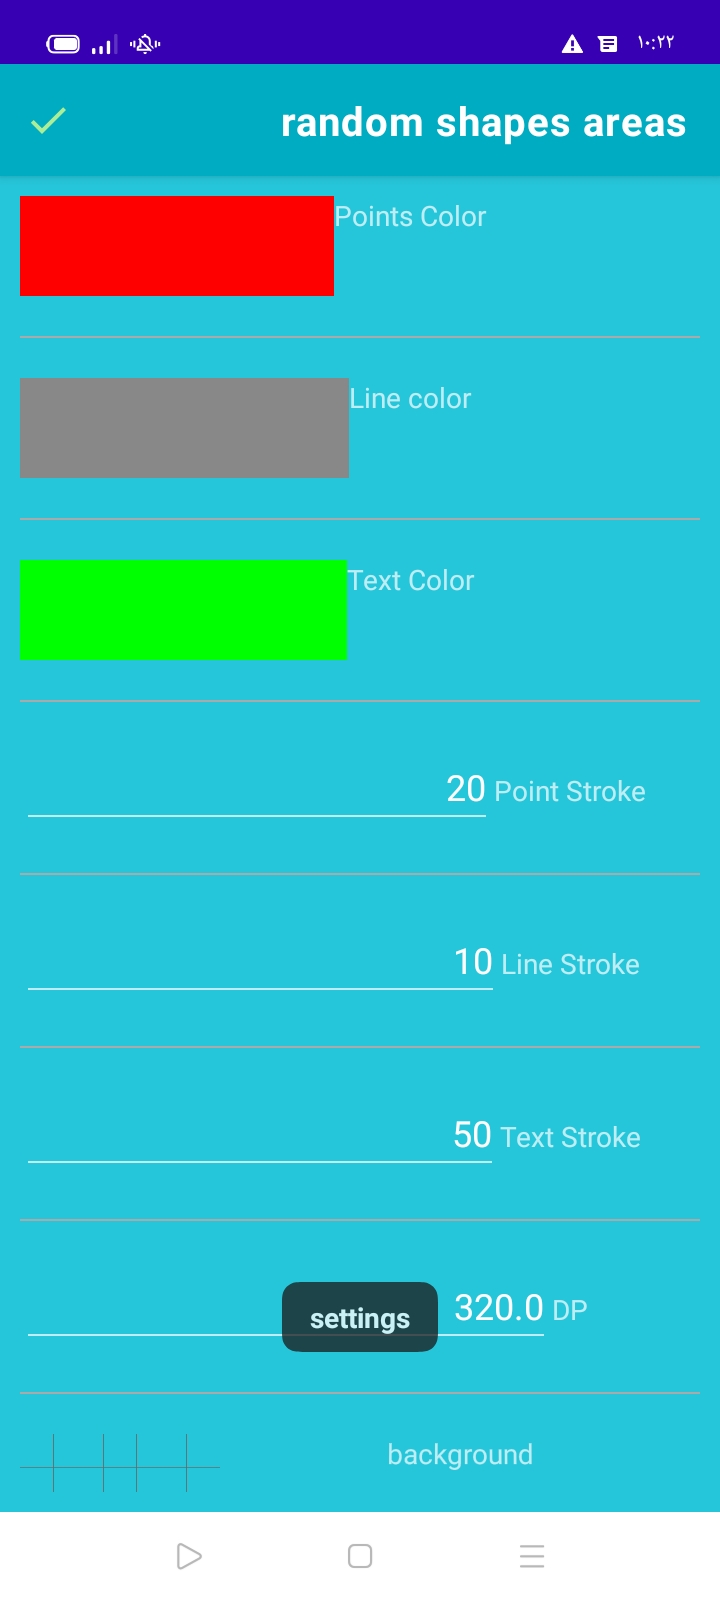 ١٠:٢٢
random shapes areas
Points Color
Line color
Text Color
20 Point Stroke
10 Line Stroke
50 Text Stroke
320.0 DP
settings
background